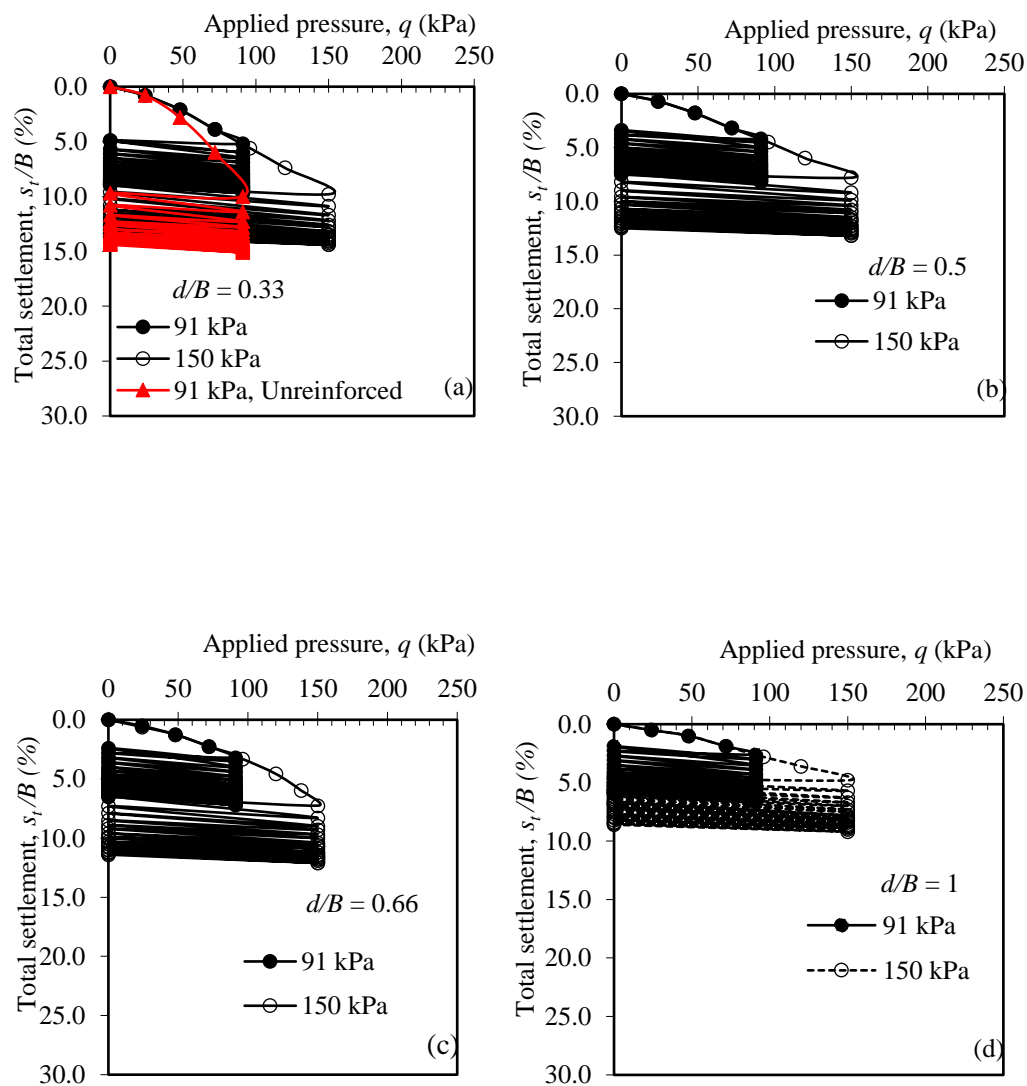 Applied pressure, q (kPa)
0 50 100 150 200 250
Total settlement, st/B (%)
0.0
5.0
10.0
15.0
20.0
25.0
30.0
d/B = 0.33
91 kPa
150 kPa
91 kPa, Unreinforced
(a)
Applied pressure, q (kPa)
0 50 100 150 200 250
Total settlement, st/B (%)
0.0
5.0
10.0
15.0
20.0
25.0
30.0
d/B = 0.5
91 kPa
150 kPa
(b)
Applied pressure, q (kPa)
0 50 100 150 200 250
Total settlement, st/B (%)
0.0
5.0
10.0
15.0
20.0
25.0
30.0
d/B = 0.66
91 kPa
150 kPa
(c)
Applied pressure, q (kPa)
0 50 100 150 200 250
Total settlement, st/B (%)
0.0
5.0
10.0
15.0
20.0
25.0
30.0
d/B = 1
91 kPa
150 kPa
(d)